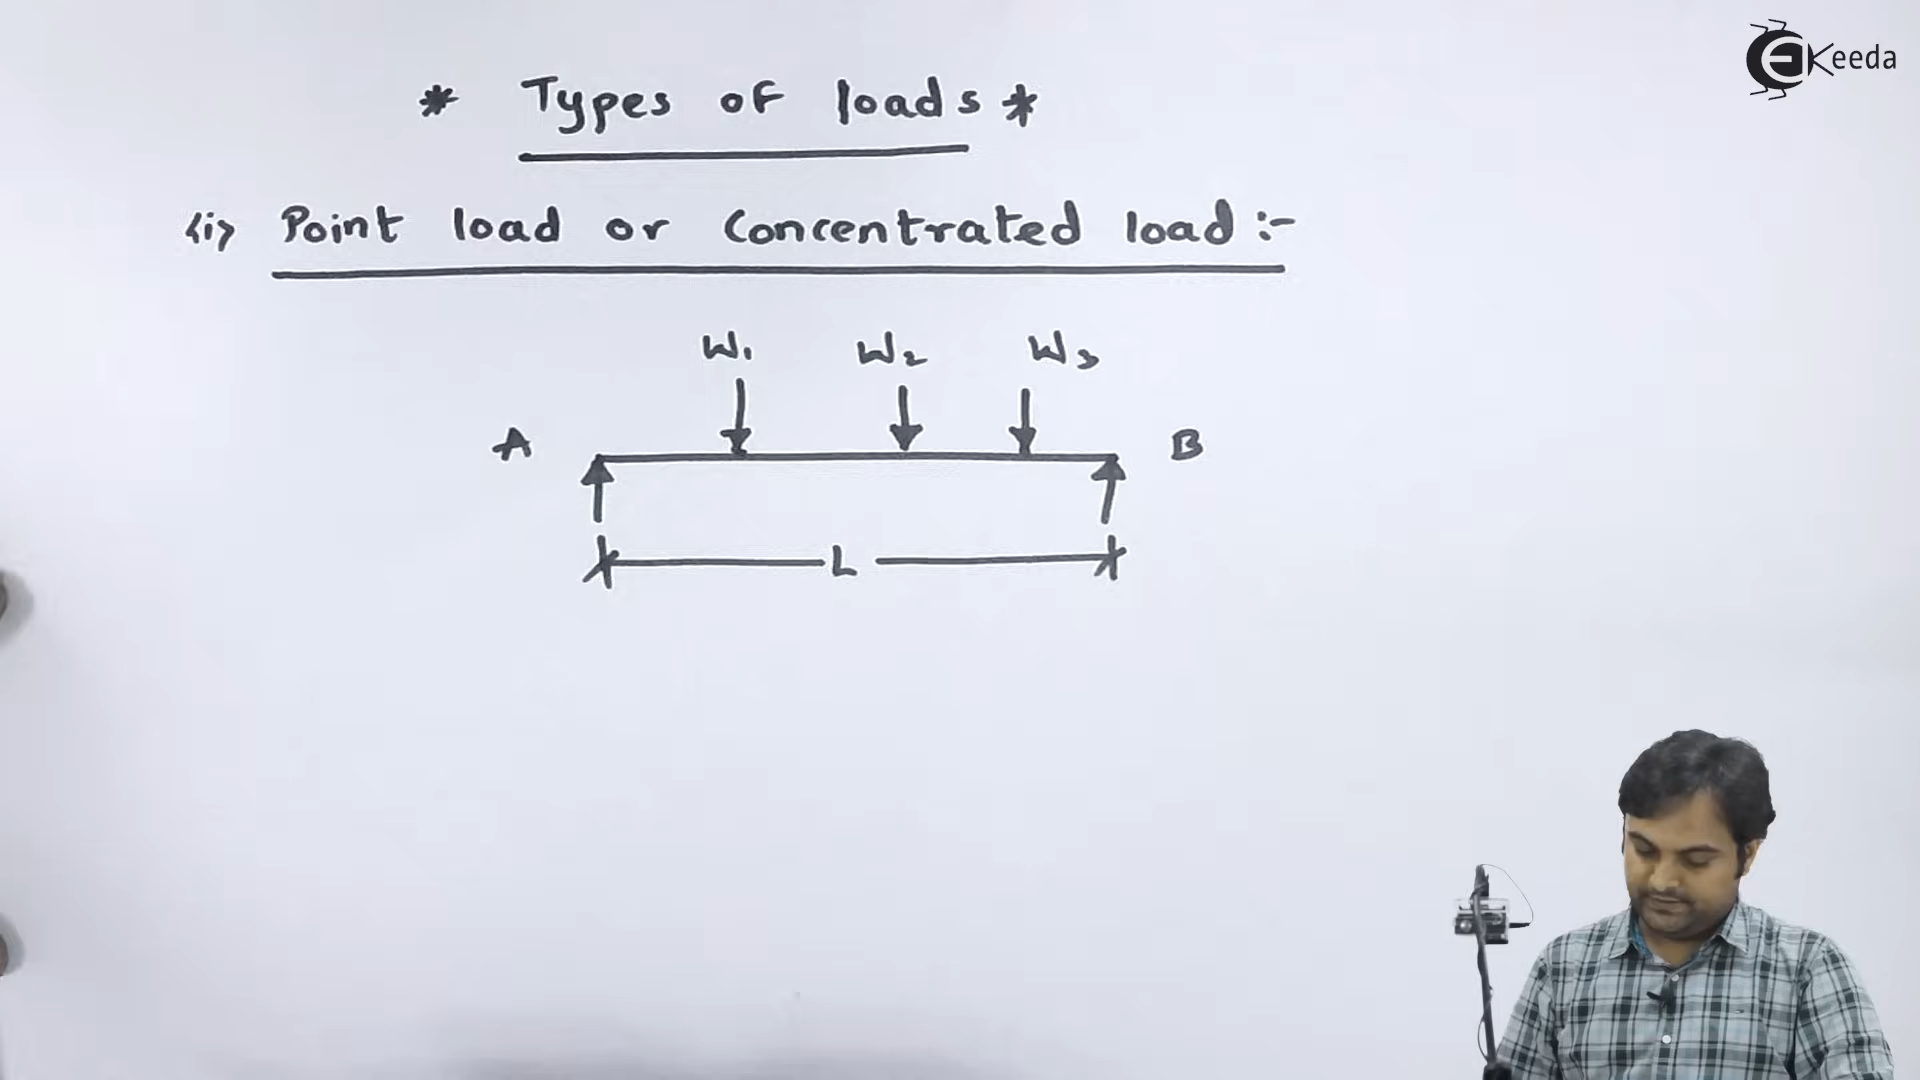 EKeeda
* Types of loads *
(i) Point load or Concentrated load :-
W1 W2 W3
A B
L